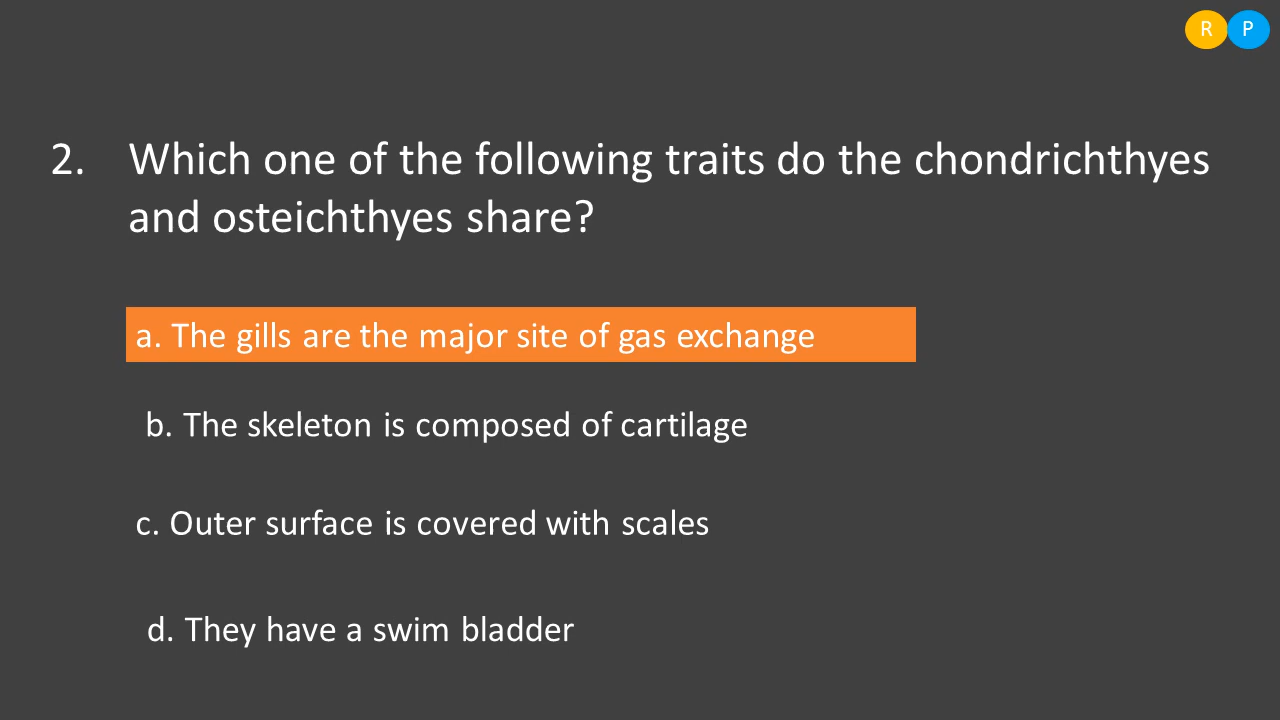 R P
2. Which one of the following traits do the chondrichthyes
and osteichthyes share?
a. The gills are the major site of gas exchange
b. The skeleton is composed of cartilage
c. Outer surface is covered with scales
d. They have a swim bladder